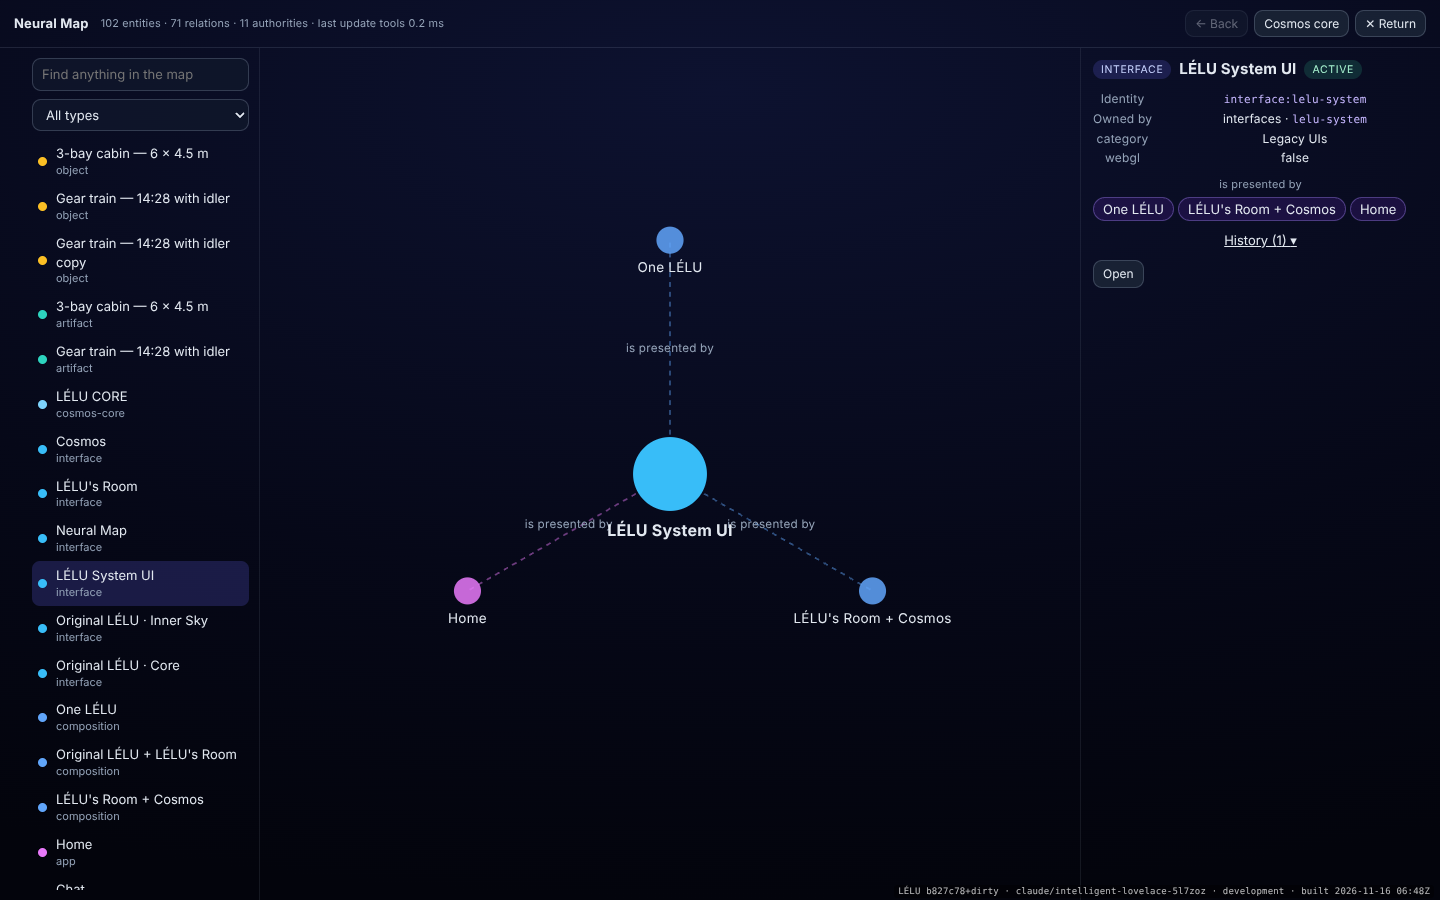 Neural Map 102 entities · 71 relations · 11 authorities · last update tools 0.2 ms
← Back Cosmos core ✕ Return
Find anything in the map
All types
3-bay cabin — 6 × 4.5 m
object
Gear train — 14:28 with idler
object
Gear train — 14:28 with idler
copy
object
3-bay cabin — 6 × 4.5 m
artifact
Gear train — 14:28 with idler
artifact
LÉLU CORE
cosmos-core
Cosmos
interface
LÉLU's Room
interface
Neural Map
interface
LÉLU System UI
interface
Original LÉLU · Inner Sky
interface
Original LÉLU · Core
interface
One LÉLU
composition
Original LÉLU + LÉLU's Room
composition
LÉLU's Room + Cosmos
composition
Home
app
Chat
One LÉLU
is presented by
is presented by
is presented by
LÉLU System UI
Home
LÉLU's Room + Cosmos
INTERFACE LÉLU System UI ACTIVE
Identity interface:lelu-system
Owned by interfaces · lelu-system
category Legacy UIs
webgl false
is presented by
One LÉLU LÉLU's Room + Cosmos Home
History (1) ▾
Open
LÉLU b827c78+dirty · claude/intelligent-lovelace-5l7zoz · development · built 2026-11-16 06:48Z